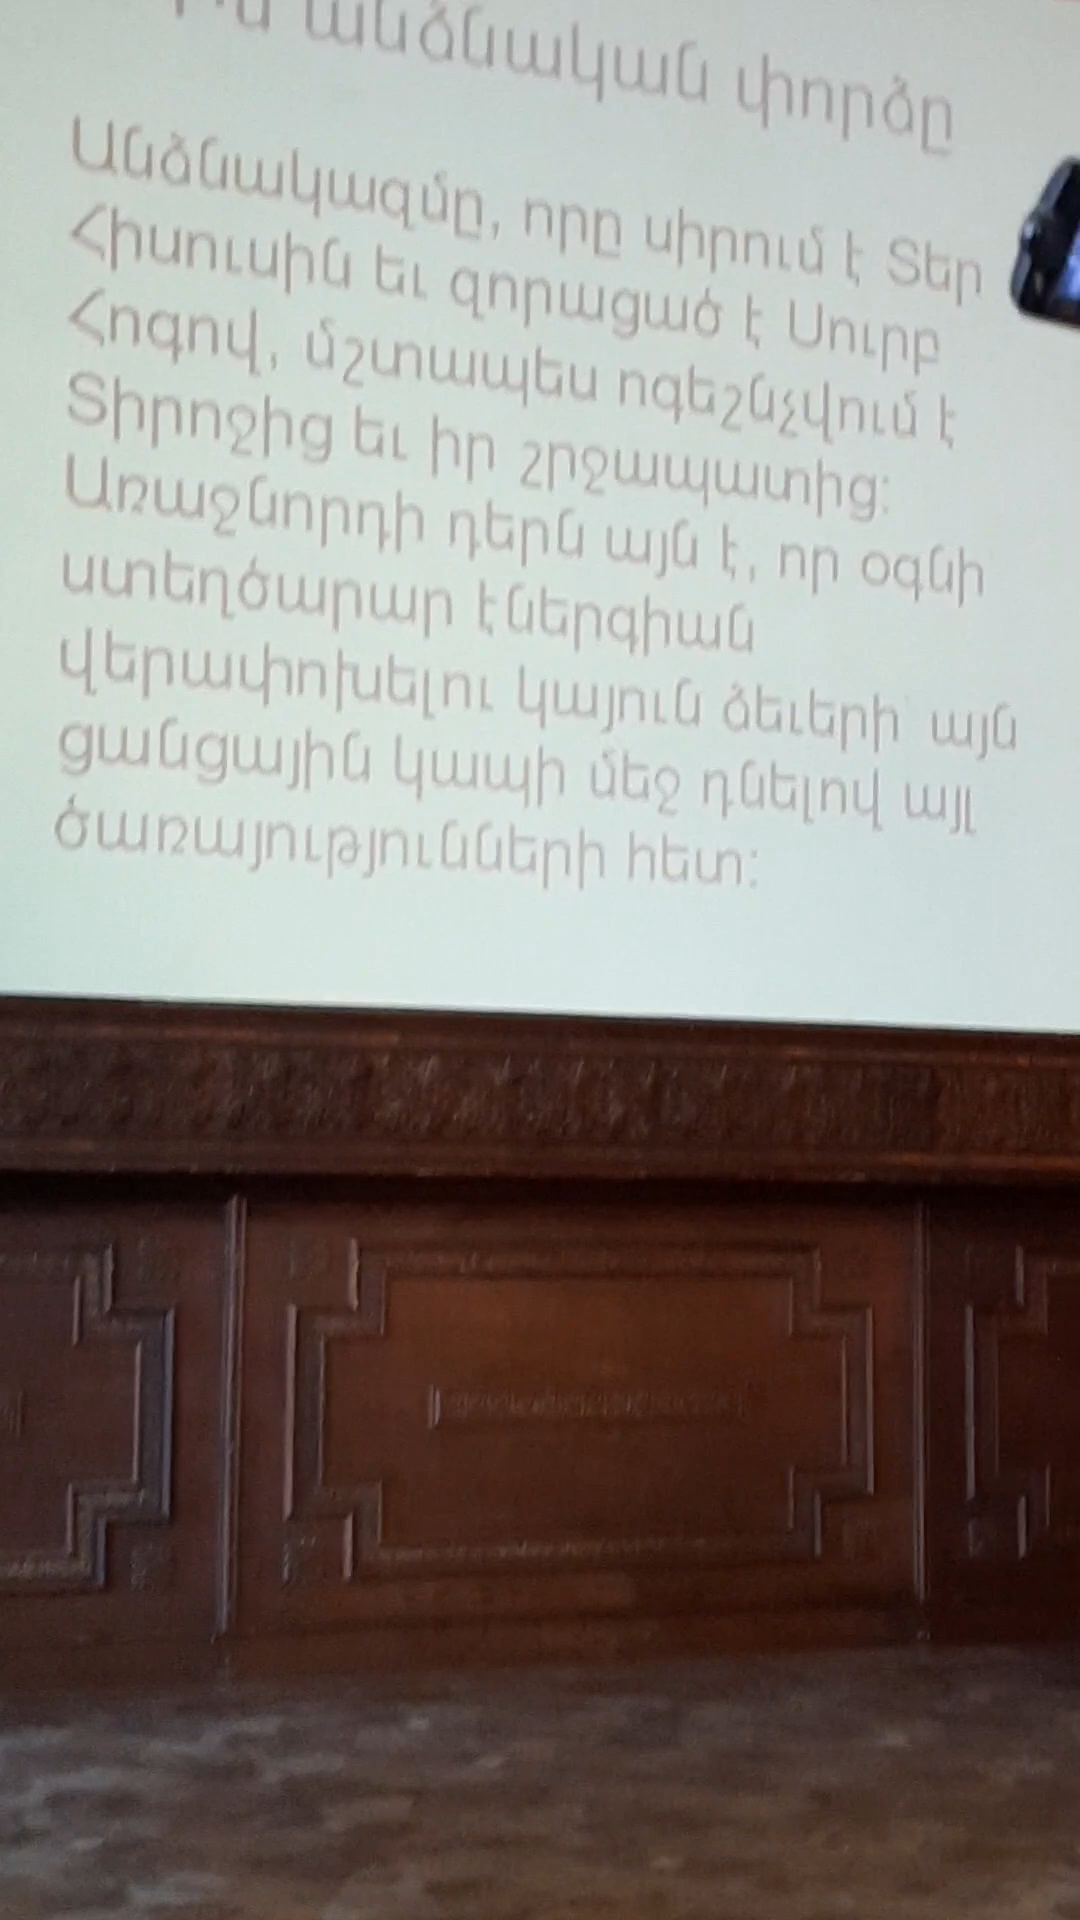 անձնական փորձը
Անձնակազմը, որը սիրում է Տեր
Հիսուսին եւ զորացած է Սուրբ
Հոգով, մշտապես ոգեշնչվում է
Տիրոջից եւ իր շրջապատից:
Առաջնորդի դերն այն է, որ օգնի
ստեղծարար էներգիան
վերափոխելու կայուն ձեւերի այն
ցանցային կապի մեջ դնելով այլ
ծառայությունների հետ: